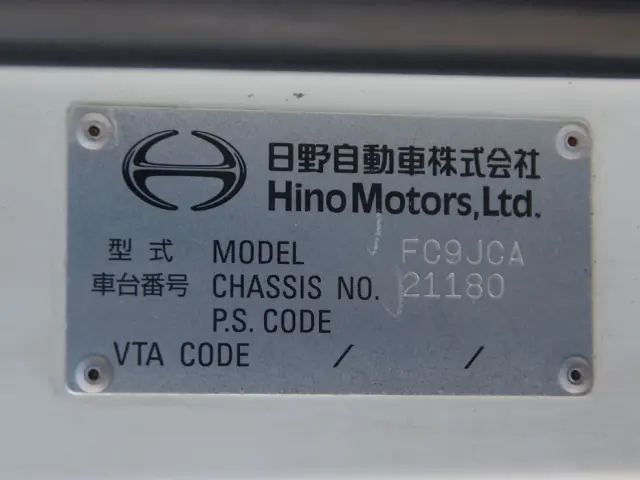 日野自動車株式会社
Hino Motors, Ltd.
型式 MODEL FC9JCA
車台番号 CHASSIS NO. 21180
P.S. CODE
VTA CODE / /